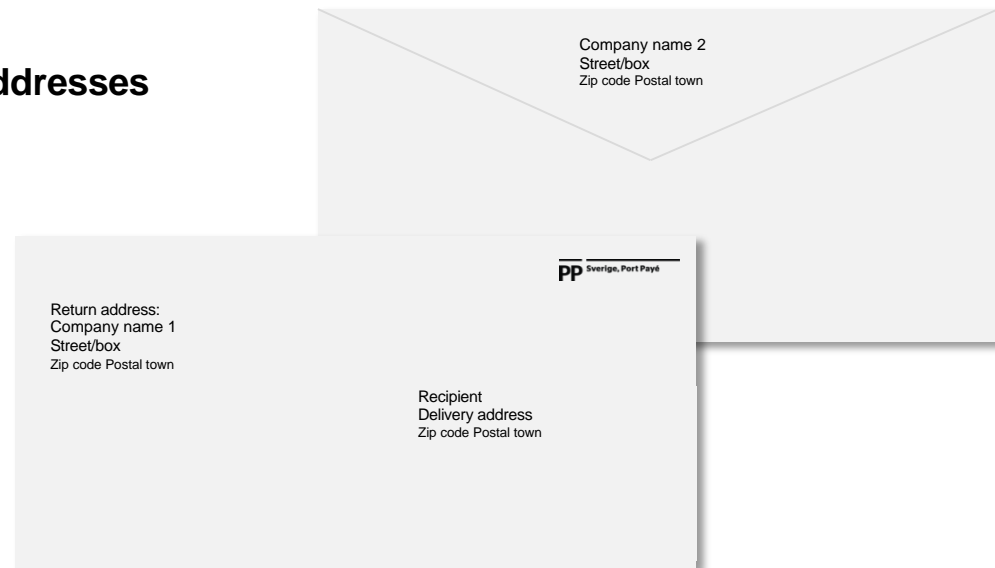 ddresses
Company name 2
Street/box
Zip code Postal town
PP Sverige, Port Payé
Return address:
Company name 1
Street/box
Zip code Postal town
Recipient
Delivery address
Zip code Postal town